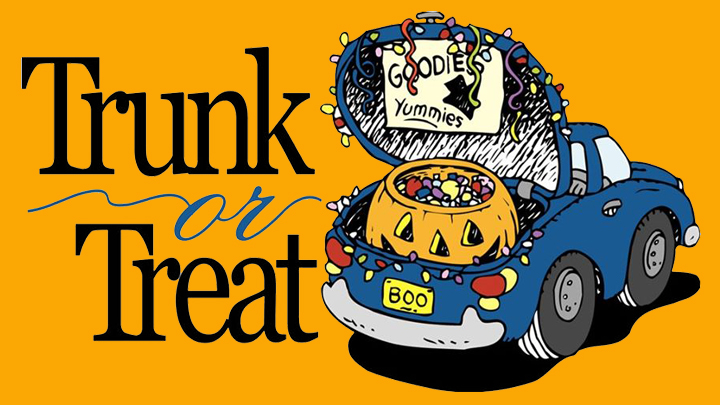 Trunk
or
Treat
GOODIES
Yummies
BOO